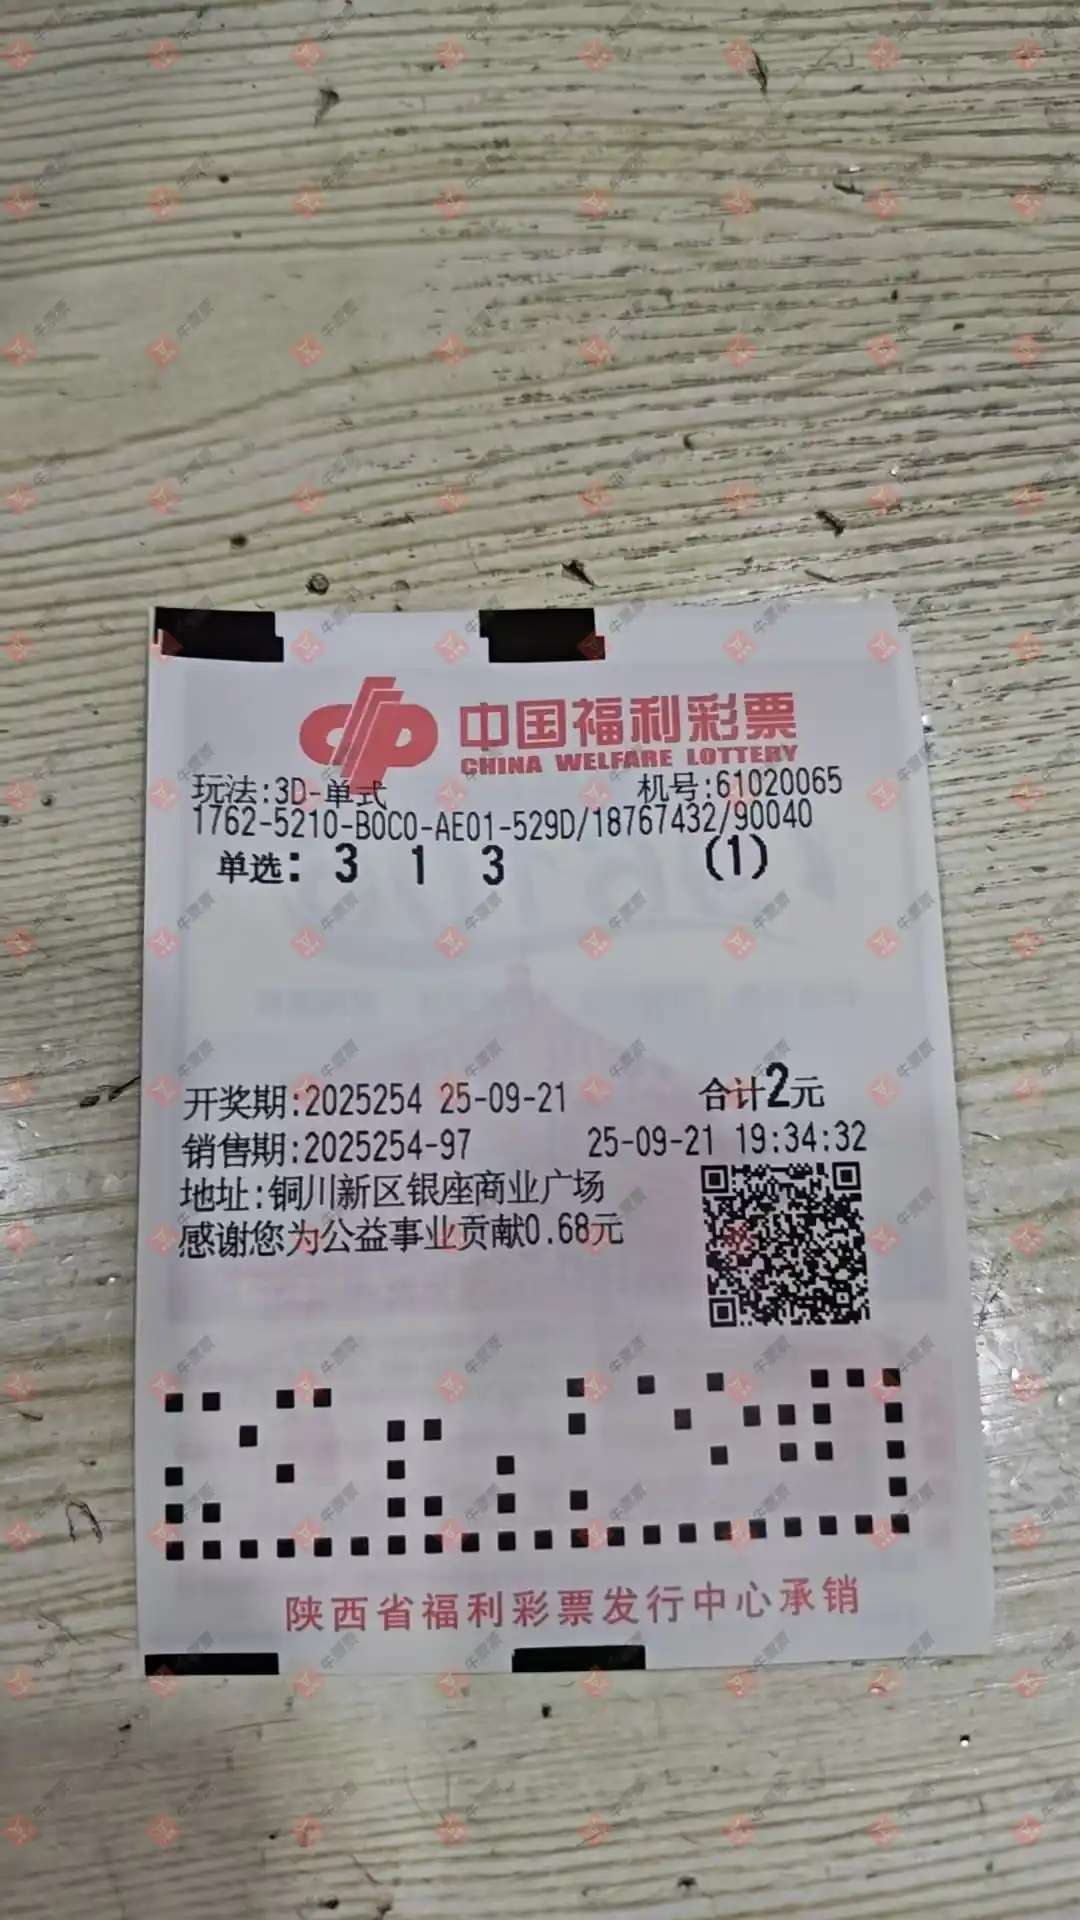 中国福利彩票
CHINA WELFARE LOTTERY
玩法:3D-单式 机号:61020065
1762-5210-B0C0-AE01-529D/18767432/90040
单选: 3 1 3 (1)
开奖期:2025254 25-09-21 合计2元
销售期:2025254-97 25-09-21 19:34:32
地址:铜川新区银座商业广场
感谢您为公益事业贡献0.68元
陕西省福利彩票发行中心承销
牛票票